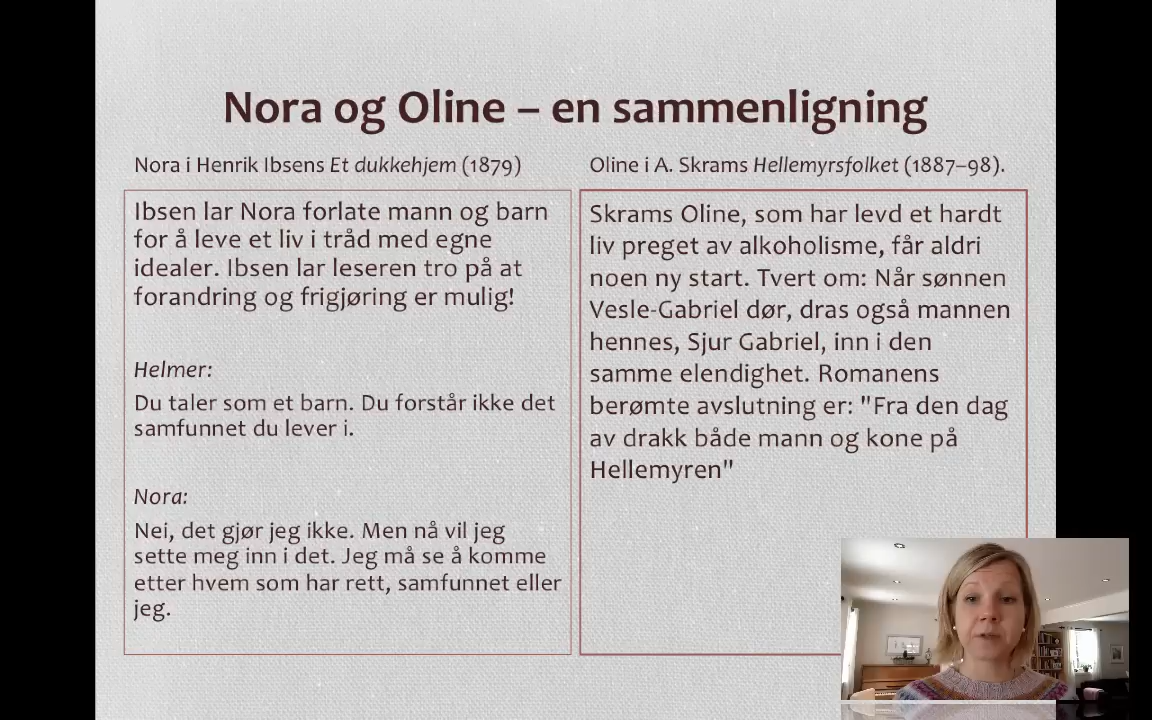 Nora og Oline – en sammenligning
Nora i Henrik Ibsens Et dukkehjem (1879)
Ibsen lar Nora forlate mann og barn
for å leve et liv i tråd med egne
idealer. Ibsen lar leseren tro på at
forandring og frigjøring er mulig!
Helmer:
Du taler som et barn. Du forstår ikke det
samfunnet du lever i.
Nora:
Nei, det gjør jeg ikke. Men nå vil jeg
sette meg inn i det. Jeg må se å komme
etter hvem som har rett, samfunnet eller
jeg.
Oline i A. Skrams Hellemyrsfolket (1887–98).
Skrams Oline, som har levd et hardt
liv preget av alkoholisme, får aldri
noen ny start. Tvert om: Når sønnen
Vesle-Gabriel dør, dras også mannen
hennes, Sjur Gabriel, inn i den
samme elendighet. Romanens
berømte avslutning er: "Fra den dag
av drakk både mann og kone på
Hellemyren"